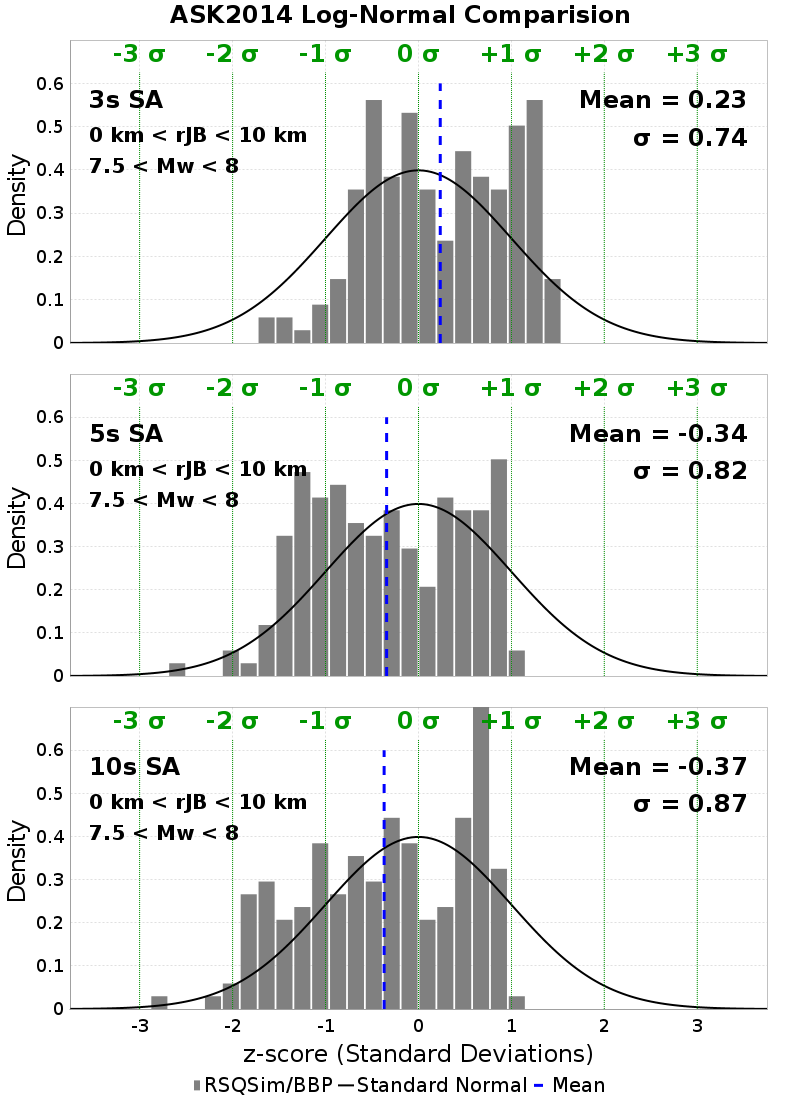 ASK2014 Log-Normal Comparision
-3 σ -2 σ -1 σ 0 σ +1 σ +2 σ +3 σ
0.6
3s SA Mean = 0.23
0.5
0 km < rJB < 10 km σ = 0.74
7.5 < Mw < 8
0.4
Density
0.3
0.2
0.1
0
-3 σ -2 σ -1 σ 0 σ +1 σ +2 σ +3 σ
0.6
5s SA Mean = -0.34
0.5
0 km < rJB < 10 km σ = 0.82
7.5 < Mw < 8
0.4
Density
0.3
0.2
0.1
0
-3 σ -2 σ -1 σ 0 σ +1 σ +2 σ +3 σ
0.6
10s SA Mean = -0.37
0.5
0 km < rJB < 10 km σ = 0.87
7.5 < Mw < 8
0.4
Density
0.3
0.2
0.1
0
-3 -2 -1 0 1 2 3
z-score (Standard Deviations)
RSQSim/BBP Standard Normal Mean